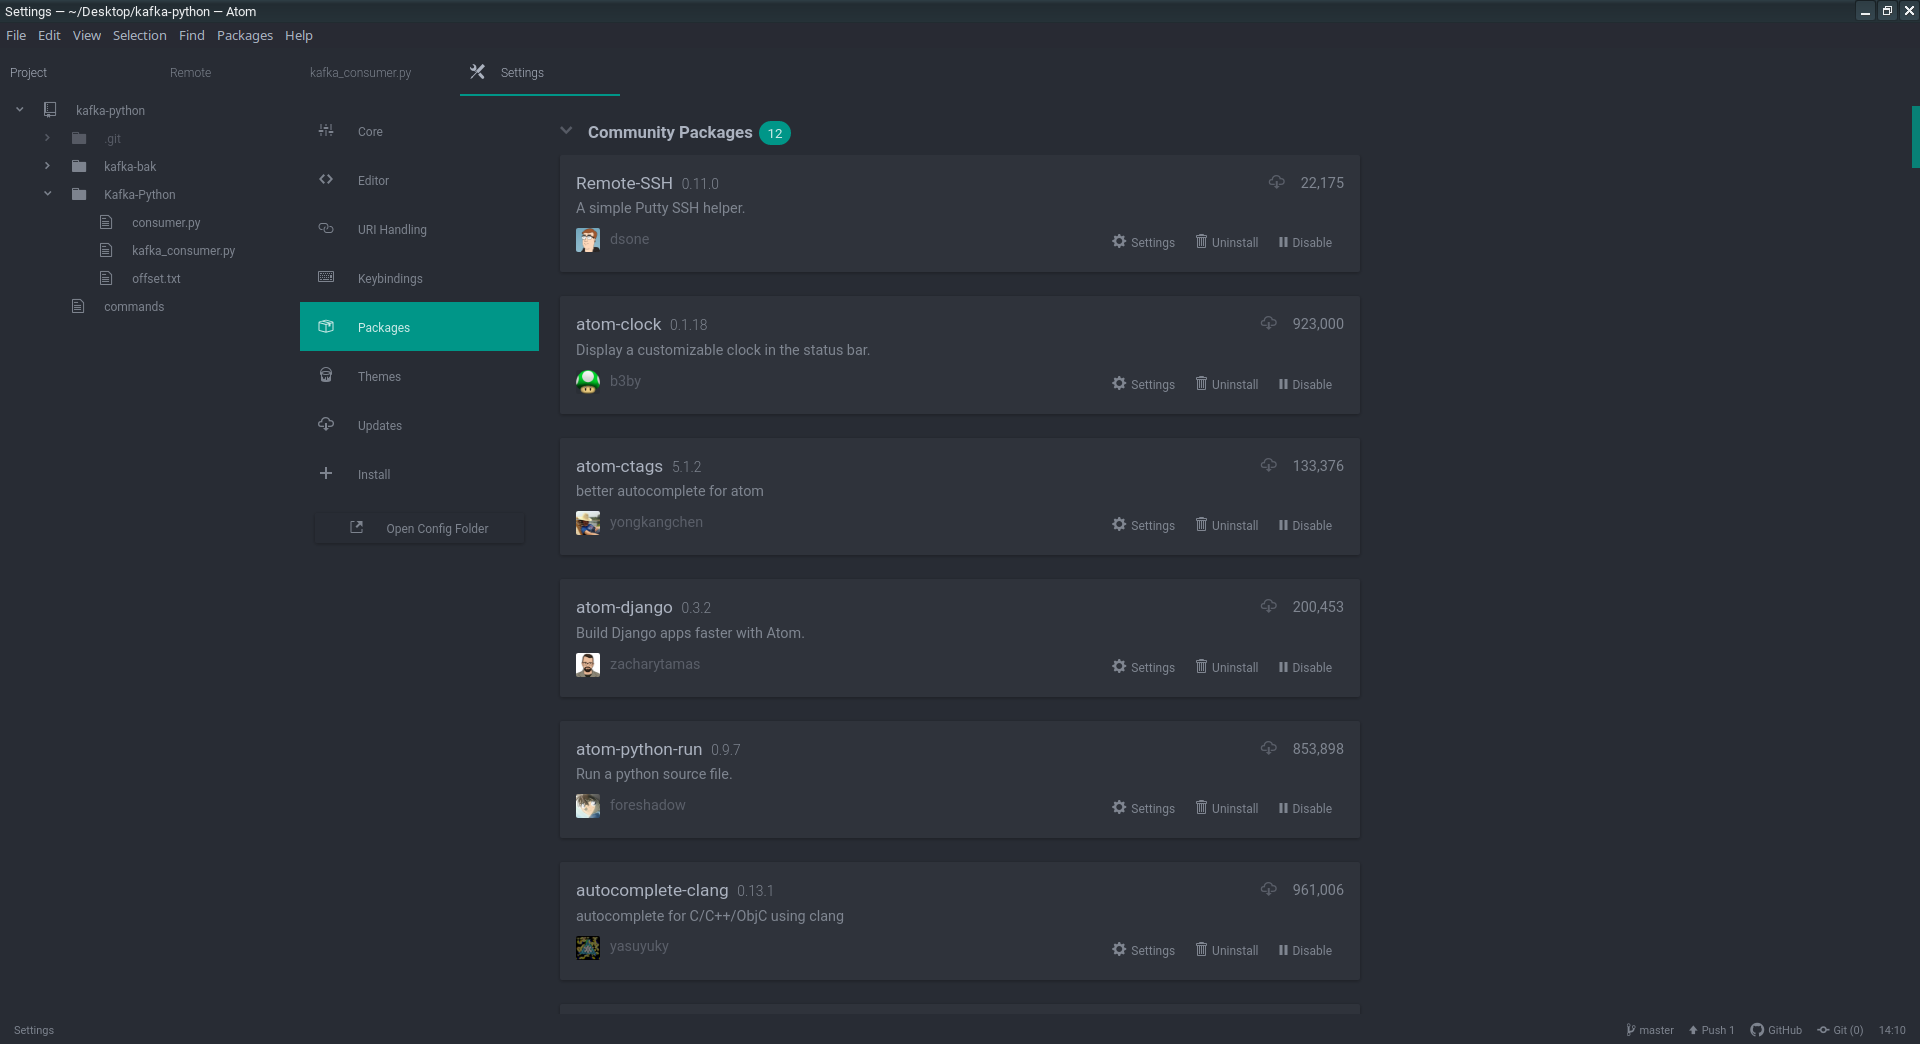 Settings — ~/Desktop/kafka-python — Atom
File Edit View Selection Find Packages Help
Project Remote kafka_consumer.py Settings
kafka-python
.git
kafka-bak
Kafka-Python
consumer.py
kafka_consumer.py
offset.txt
commands
Core
Editor
URI Handling
Keybindings
Packages
Themes
Updates
Install
Open Config Folder
Community Packages 12
Remote-SSH 0.11.0 22,175
A simple Putty SSH helper.
dsone Settings Uninstall Disable
atom-clock 0.1.18 923,000
Display a customizable clock in the status bar.
b3by Settings Uninstall Disable
atom-ctags 5.1.2 133,376
better autocomplete for atom
yongkangchen Settings Uninstall Disable
atom-django 0.3.2 200,453
Build Django apps faster with Atom.
zacharytamas Settings Uninstall Disable
atom-python-run 0.9.7 853,898
Run a python source file.
foreshadow Settings Uninstall Disable
autocomplete-clang 0.13.1 961,006
autocomplete for C/C++/ObjC using clang
yasuyuky Settings Uninstall Disable
Settings master Push 1 GitHub Git (0) 14:10